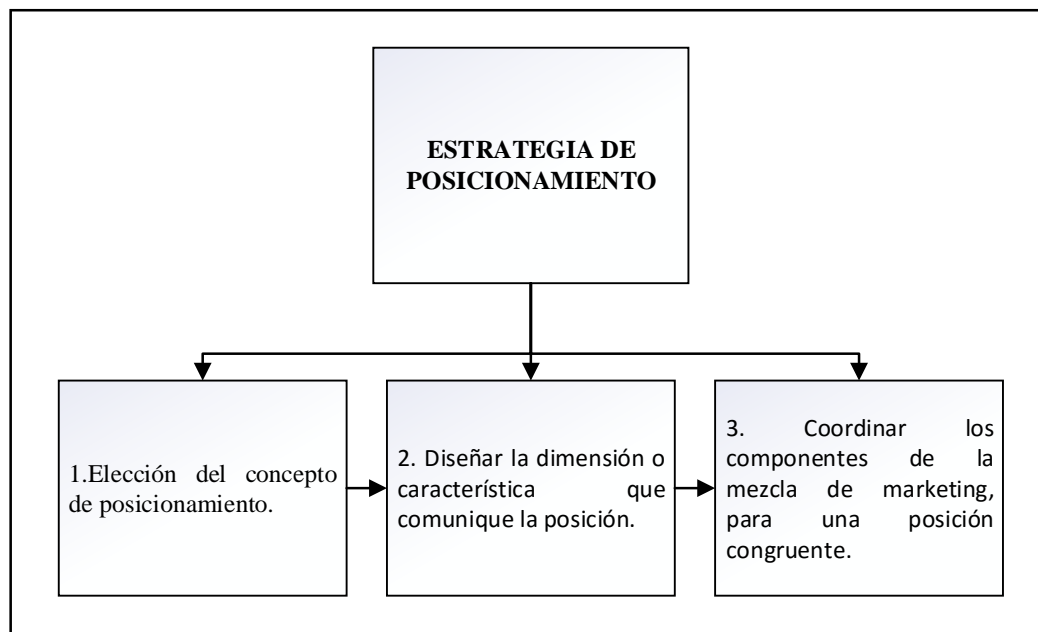 ESTRATEGIA DE
POSICIONAMIENTO
1.Elección del concepto
de posicionamiento.
2. Diseñar la dimensión o
característica que
comunique la posición.
3. Coordinar los
componentes de la
mezcla de marketing,
para una posición
congruente.